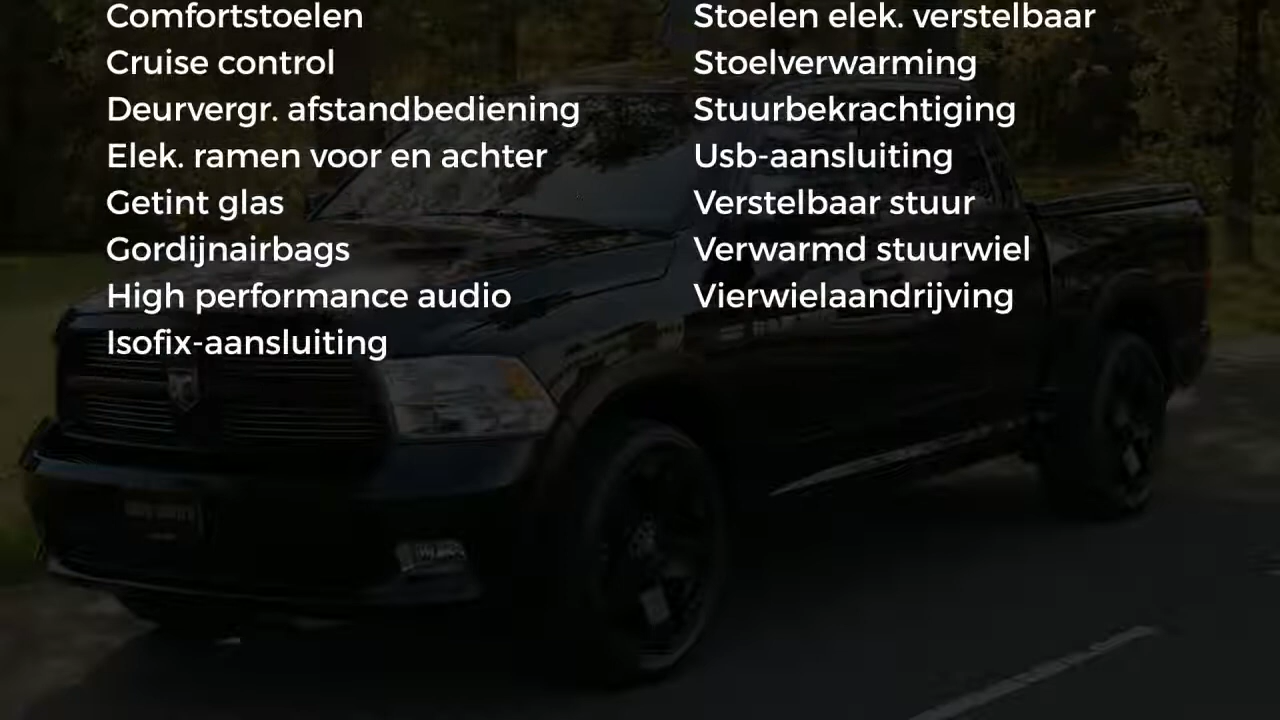 Comfortstoelen
Cruise control
Deurvergr. afstandbediening
Elek. ramen voor en achter
Getint glas
Gordijnairbags
High performance audio
Isofix-aansluiting
Stoelen elek. verstelbaar
Stoelverwarming
Stuurbekrachtiging
Usb-aansluiting
Verstelbaar stuur
Verwarmd stuurwiel
Vierwielaandrijving